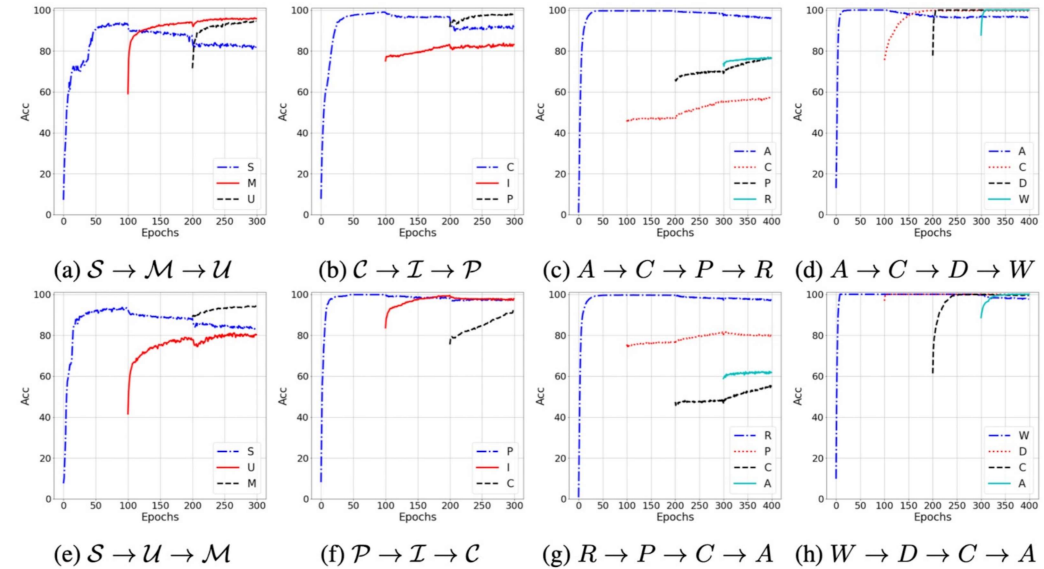 100
80
60
40
20
0
Acc
0 50 100 150 200 250 300
Epochs
S
M
U
(a) 𝒮 → ℳ → 𝒰
100
80
60
40
20
0
Acc
0 50 100 150 200 250 300
Epochs
C
I
P
(b) 𝒞 → ℐ → 𝒫
100
80
60
40
20
0
Acc
0 50 100 150 200 250 300 350 400
Epochs
A
C
P
R
(c) A → C → P → R
100
80
60
40
20
0
Acc
0 50 100 150 200 250 300 350 400
Epochs
A
C
D
W
(d) A → C → D → W
100
80
60
40
20
0
Acc
0 50 100 150 200 250 300
Epochs
S
U
M
(e) 𝒮 → 𝒰 → ℳ
100
80
60
40
20
0
Acc
0 50 100 150 200 250 300
Epochs
P
I
C
(f) 𝒫 → ℐ → 𝒞
100
80
60
40
20
0
Acc
0 50 100 150 200 250 300 350 400
Epochs
R
P
C
A
(g) R → P → C → A
100
80
60
40
20
0
Acc
0 50 100 150 200 250 300 350 400
Epochs
W
D
C
A
(h) W → D → C → A